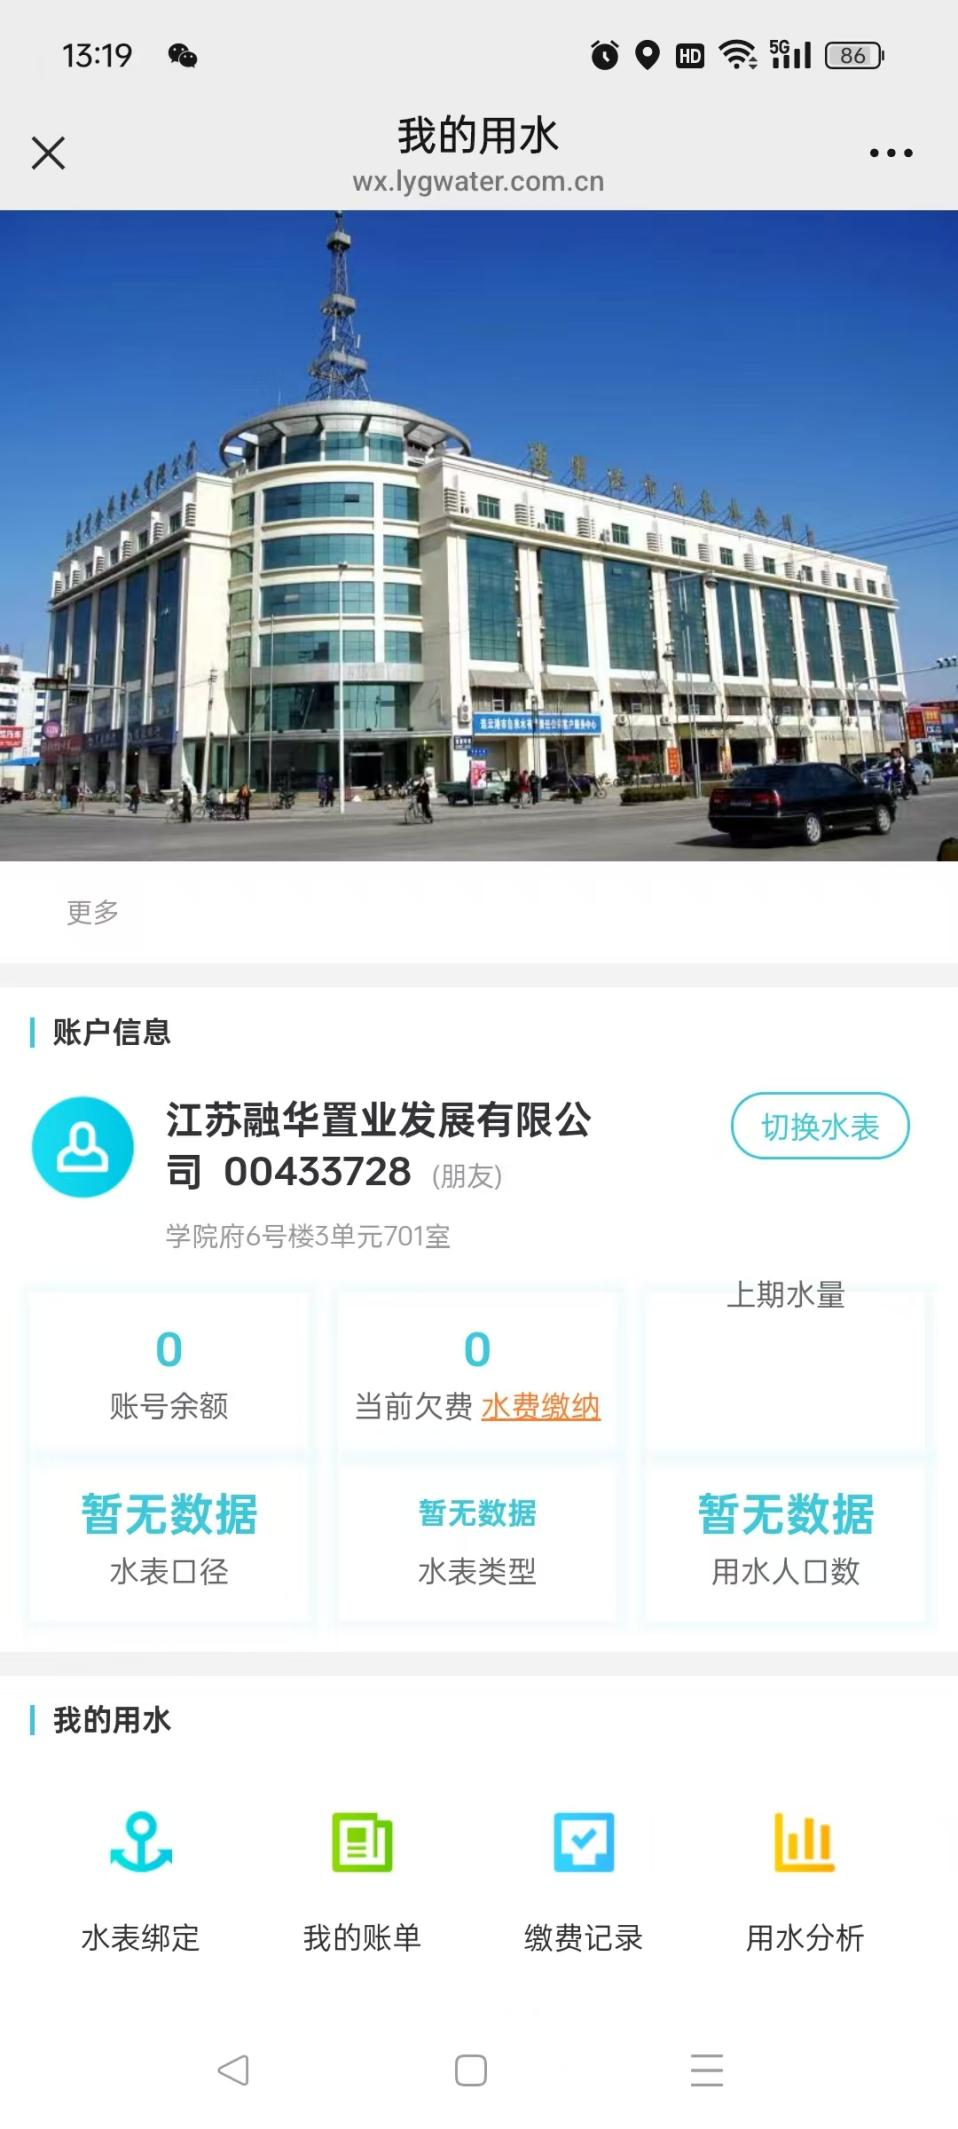 13:19
HD
5G
86
我的用水
wx.lygwater.com.cn
更多
账户信息
江苏融华置业发展有限公
司 00433728 (朋友)
切换水表
学院府6号楼3单元701室
上期水量
0
0
账号余额
当前欠费 水费缴纳
暂无数据
暂无数据
暂无数据
水表口径
水表类型
用水人口数
我的用水
水表绑定
我的账单
缴费记录
用水分析